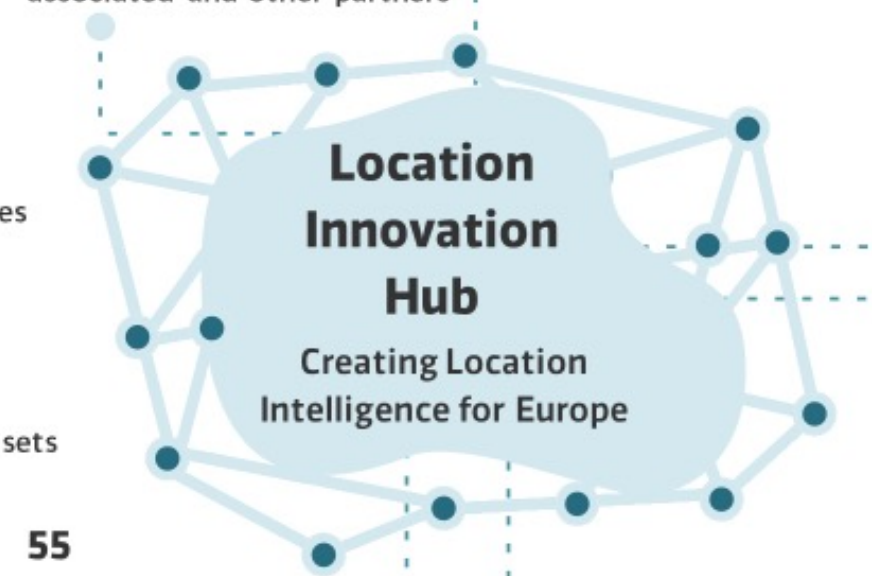 associated and other partners
Location
Innovation
Hub
es
Creating Location
Intelligence for Europe
sets
55